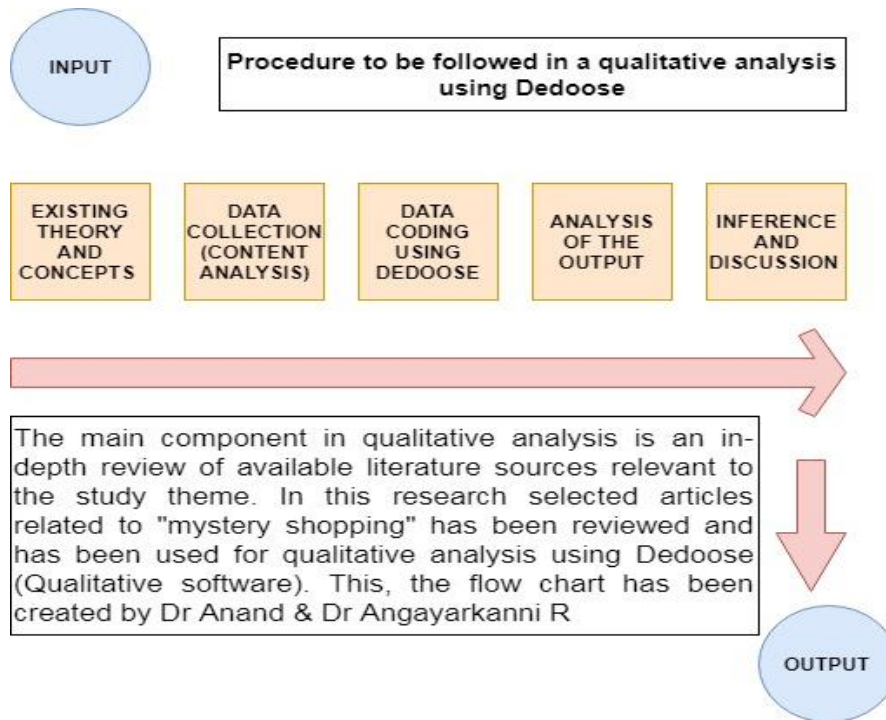 INPUT
Procedure to be followed in a qualitative analysis
using Dedoose
EXISTING
THEORY
AND
CONCEPTS
DATA
COLLECTION
(CONTENT
ANALYSIS)
DATA
CODING
USING
DEDOOSE
ANALYSIS
OF THE
OUTPUT
INFERENCE
AND
DISCUSSION
The main component in qualitative analysis is an in-
depth review of available literature sources relevant to
the study theme. In this research selected articles
related to "mystery shopping" has been reviewed and
has been used for qualitative analysis using Dedoose
(Qualitative software). This, the flow chart has been
created by Dr Anand & Dr Angayarkanni R
OUTPUT